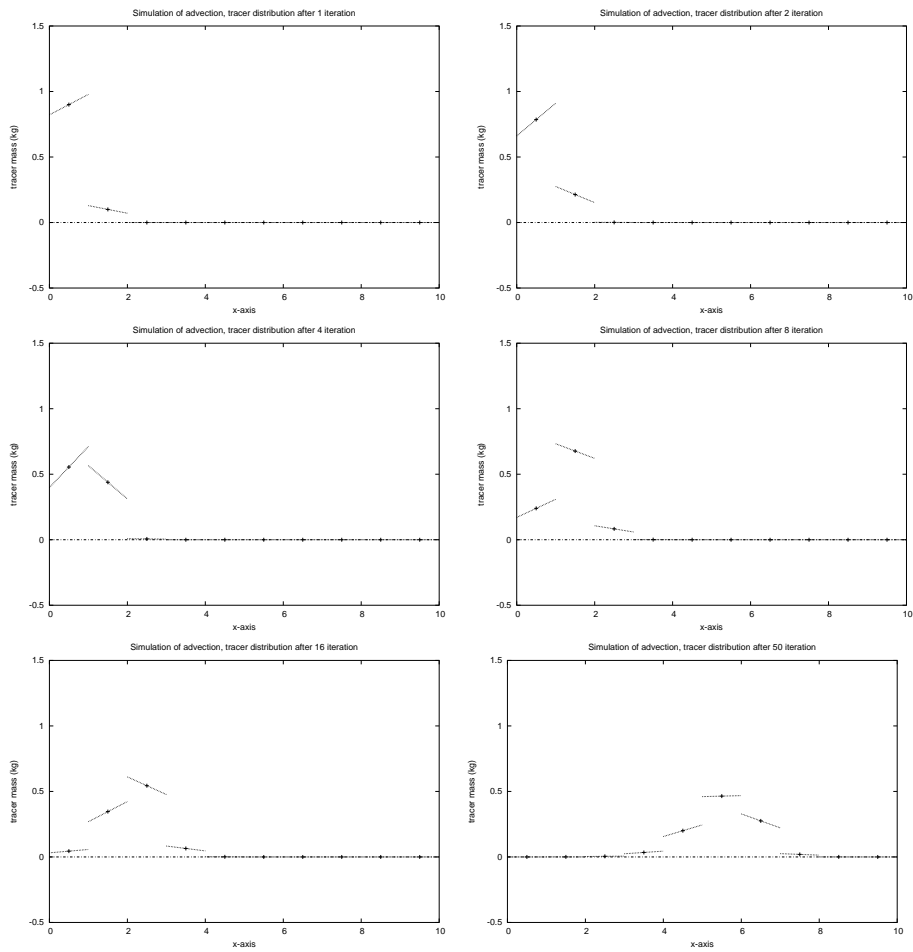 Simulation of advection, tracer distribution after 1 iteration
1.5
1
0.5
0
-0.5
tracer mass (kg)
0 2 4 6 8 10
x-axis
Simulation of advection, tracer distribution after 2 iteration
1.5
1
0.5
0
-0.5
tracer mass (kg)
0 2 4 6 8 10
x-axis
Simulation of advection, tracer distribution after 4 iteration
1.5
1
0.5
0
-0.5
tracer mass (kg)
0 2 4 6 8 10
x-axis
Simulation of advection, tracer distribution after 8 iteration
1.5
1
0.5
0
-0.5
tracer mass (kg)
0 2 4 6 8 10
x-axis
Simulation of advection, tracer distribution after 16 iteration
1.5
1
0.5
0
-0.5
tracer mass (kg)
0 2 4 6 8 10
x-axis
Simulation of advection, tracer distribution after 50 iteration
1.5
1
0.5
0
-0.5
tracer mass (kg)
0 2 4 6 8 10
x-axis